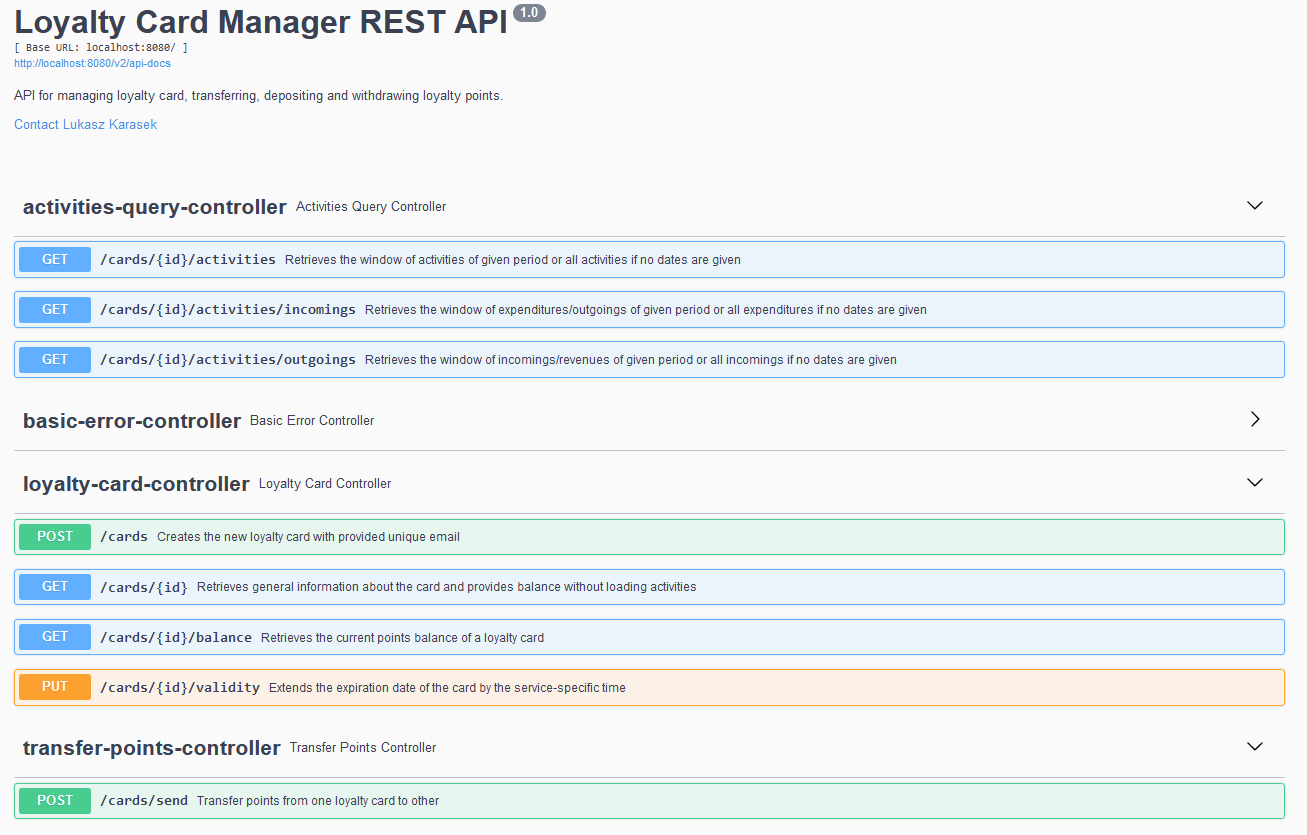 Loyalty Card Manager REST API 1.0
[ Base URL: localhost:8080/ ]
http://localhost:8080/v2/api-docs
API for managing loyalty card, transferring, depositing and withdrawing loyalty points.
Contact Lukasz Karasek
activities-query-controller Activities Query Controller
GET /cards/{id}/activities Retrieves the window of activities of given period or all activities if no dates are given
GET /cards/{id}/activities/incomings Retrieves the window of expenditures/outgoings of given period or all expenditures if no dates are given
GET /cards/{id}/activities/outgoings Retrieves the window of incomings/revenues of given period or all incomings if no dates are given
basic-error-controller Basic Error Controller
loyalty-card-controller Loyalty Card Controller
POST /cards Creates the new loyalty card with provided unique email
GET /cards/{id} Retrieves general information about the card and provides balance without loading activities
GET /cards/{id}/balance Retrieves the current points balance of a loyalty card
PUT /cards/{id}/validity Extends the expiration date of the card by the service-specific time
transfer-points-controller Transfer Points Controller
POST /cards/send Transfer points from one loyalty card to other